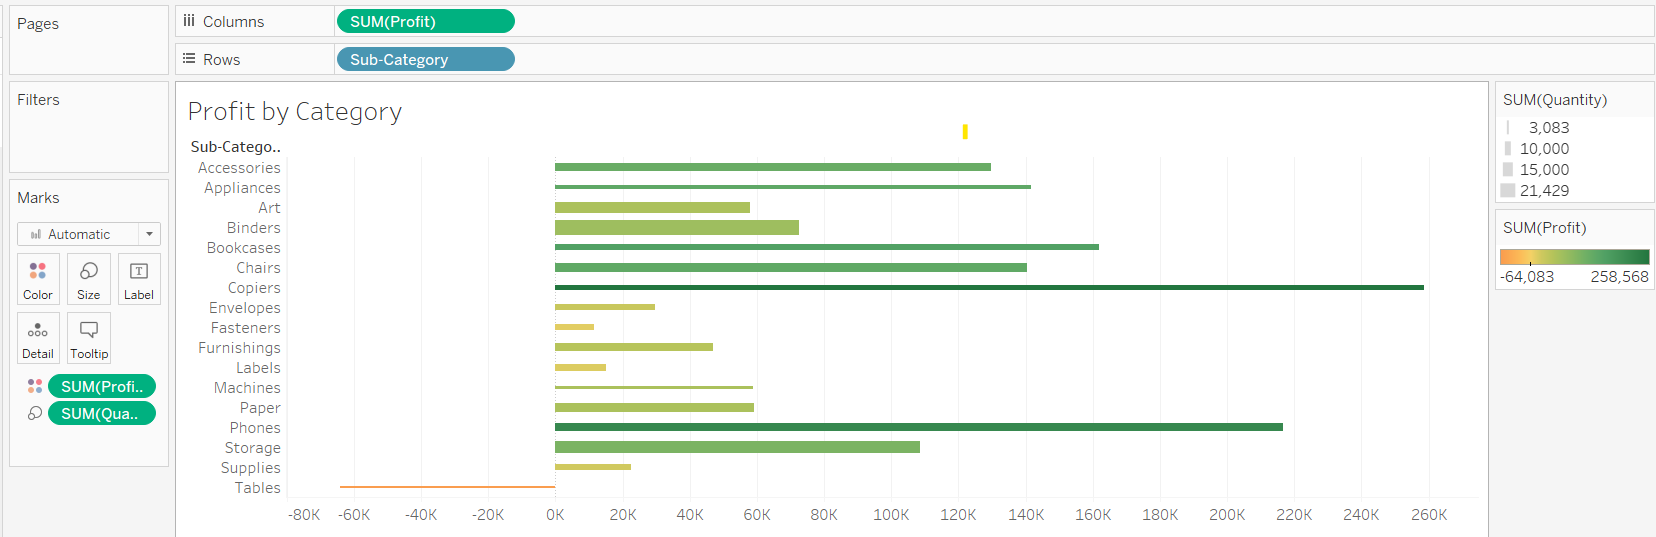 Pages
Columns
SUM(Profit)
Rows
Sub-Category
Filters
Marks
Automatic
Color
Size
Label
Detail
Tooltip
SUM(Profi..
SUM(Qua..
Profit by Category
Sub-Catego..
Accessories
Appliances
Art
Binders
Bookcases
Chairs
Copiers
Envelopes
Fasteners
Furnishings
Labels
Machines
Paper
Phones
Storage
Supplies
Tables
-80K -60K -40K -20K 0K 20K 40K 60K 80K 100K 120K 140K 160K 180K 200K 220K 240K 260K
SUM(Quantity)
3,083
10,000
15,000
21,429
SUM(Profit)
-64,083 258,568